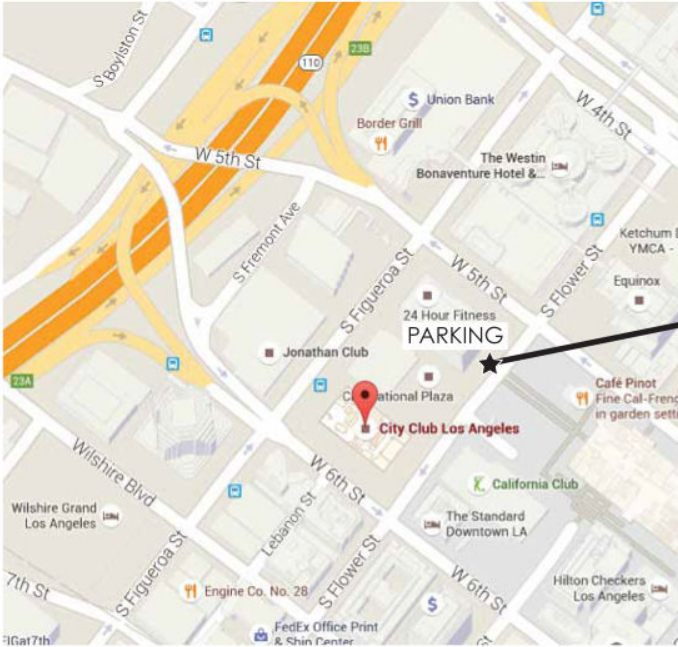 S Boylston St
23B
110
$ Union Bank
W 4th St
Border Grill
W 5th St
The Westin
Bonaventure Hotel &...
S Fremont Ave
Ketchum
YMCA -
S Figueroa St
W 5th St
S Flower St
Equinox
24 Hour Fitness
PARKING
Jonathan Club
23A
National Plaza
Café Pinot
Fine Cal-Freng
in garden sett
City Club Los Angeles
Wilshire Blvd
W 6th St
California Club
Wilshire Grand
Los Angeles
Lebanon St
The Standard
Downtown LA
S Figueroa St
S Flower St
W 6th St
7th St
Engine Co. No. 28
$
Hilton Checkers
Los Angeles
FIGat7th
FedEx Office Print
& Ship Center
St